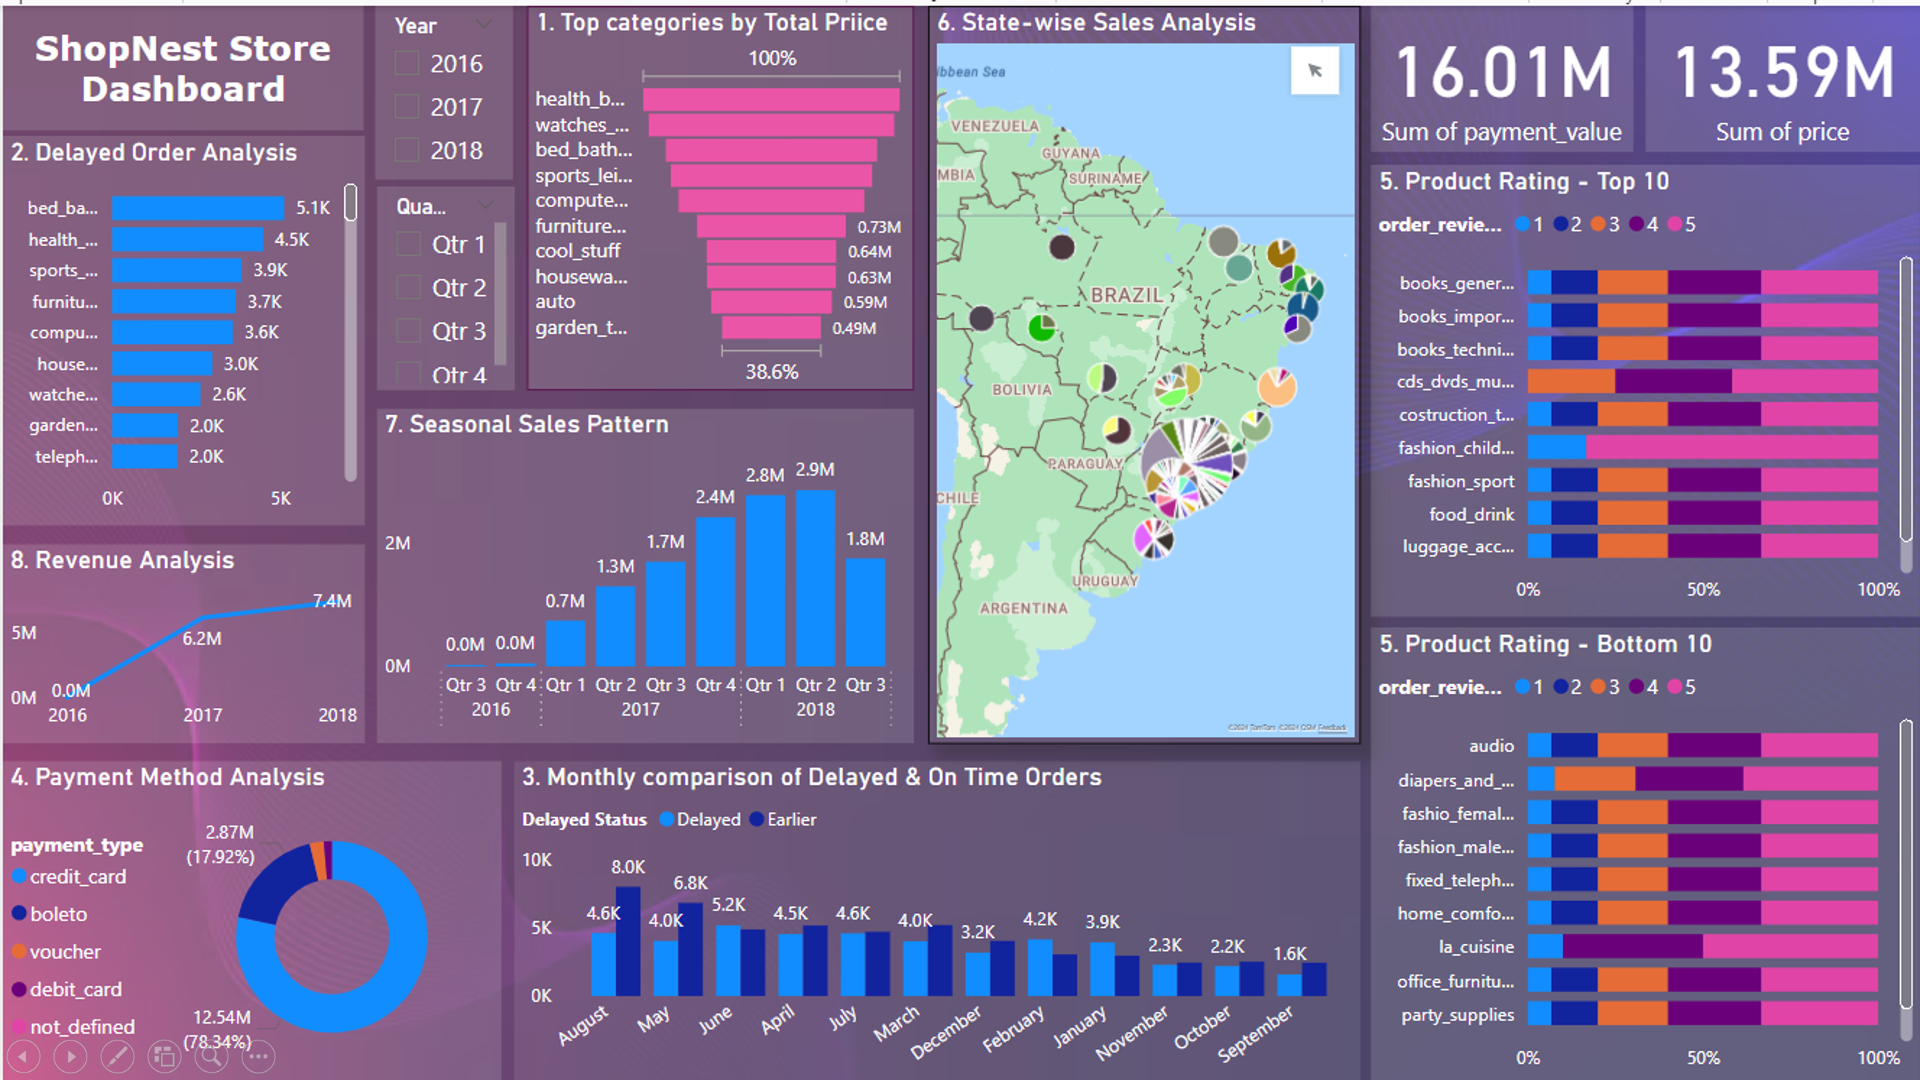 ShopNest Store
Dashboard
Year
2016
2017
2018
Qua...
Qtr 1
Qtr 2
Qtr 3
Qtr 4
1. Top categories by Total Priice
100%
health_b...
watches_...
bed_bath...
sports_lei...
compute...
furniture...
0.73M
cool_stuff
0.64M
housewa...
0.63M
auto
0.59M
garden_t...
0.49M
38.6%
6. State-wise Sales Analysis
ibbean Sea
VENEZUELA
GUYANA
MBIA
SURINAME
BRAZIL
BOLIVIA
PARAGUAY
CHILE
URUGUAY
ARGENTINA
©2024 TomTom ©2024 OSM Feedback
16.01M
Sum of payment_value
13.59M
Sum of price
2. Delayed Order Analysis
bed_ba...
5.1K
health_...
4.5K
sports_...
3.9K
furnitu...
3.7K
compu...
3.6K
house...
3.0K
watche...
2.6K
garden...
2.0K
teleph...
2.0K
0K
5K
7. Seasonal Sales Pattern
2M
0M
0.0M
0.0M
0.7M
1.3M
1.7M
2.4M
2.8M
2.9M
1.8M
Qtr 3
Qtr 4
Qtr 1
Qtr 2
Qtr 3
Qtr 4
Qtr 1
Qtr 2
Qtr 3
2016
2017
2018
8. Revenue Analysis
5M
0M
0.0M
6.2M
7.4M
2016
2017
2018
5. Product Rating - Top 10
order_revie...
1
2
3
4
5
books_gener...
books_impor...
books_techni...
cds_dvds_mu...
costruction_t...
fashion_child...
fashion_sport
food_drink
luggage_acc...
0%
50%
100%
5. Product Rating - Bottom 10
order_revie...
1
2
3
4
5
audio
diapers_and_...
fashio_femal...
fashion_male...
fixed_teleph...
home_comfo...
la_cuisine
office_furnitu...
party_supplies
0%
50%
100%
4. Payment Method Analysis
payment_type
credit_card
boleto
voucher
debit_card
not_defined
2.87M
(17.92%)
12.54M
(78.34%)
3. Monthly comparison of Delayed & On Time Orders
Delayed Status
Delayed
Earlier
10K
5K
0K
4.6K
8.0K
4.0K
6.8K
5.2K
4.5K
4.6K
4.0K
3.2K
4.2K
3.9K
2.3K
2.2K
1.6K
August
May
June
April
July
March
December
February
January
November
October
September